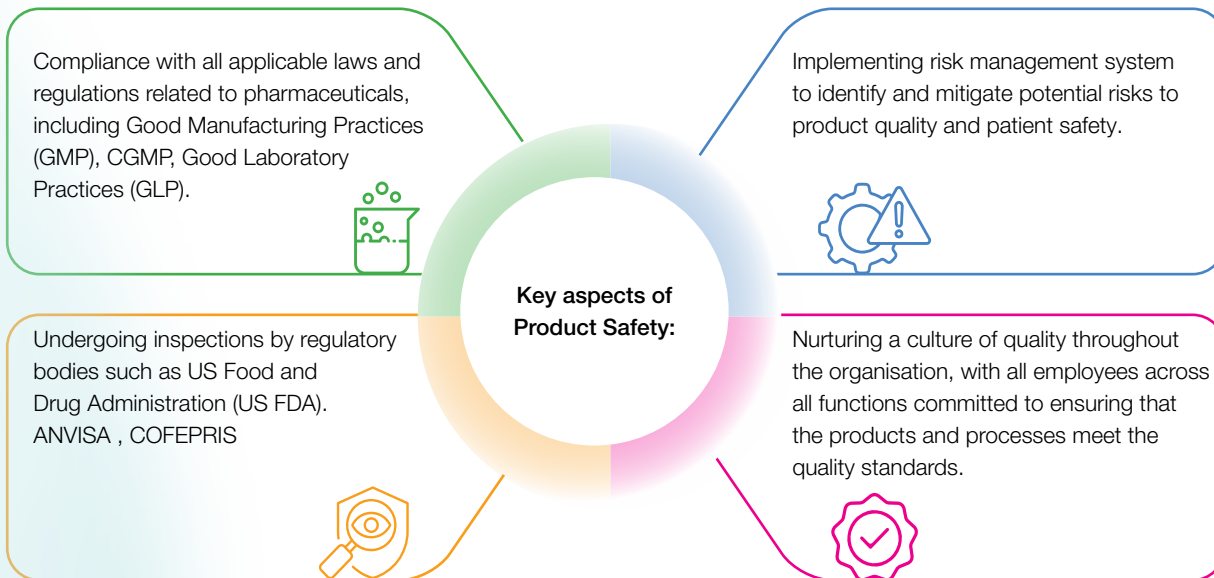 Compliance with all applicable laws and
regulations related to pharmaceuticals,
including Good Manufacturing Practices
(GMP), CGMP, Good Laboratory
Practices (GLP).
Implementing risk management system
to identify and mitigate potential risks to
product quality and patient safety.
Key aspects of
Product Safety:
Undergoing inspections by regulatory
bodies such as US Food and
Drug Administration (US FDA).
ANVISA , COFEPRIS
Nurturing a culture of quality throughout
the organisation, with all employees across
all functions committed to ensuring that
the products and processes meet the
quality standards.